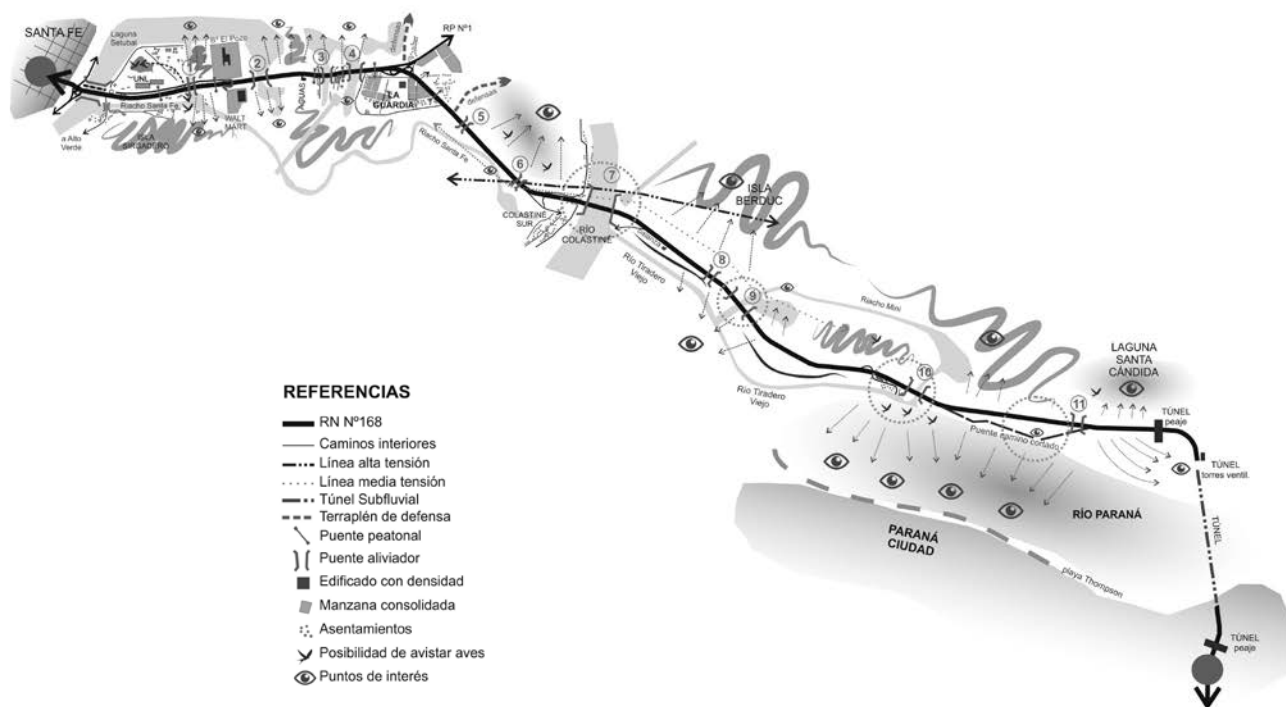 SANTA FE
Laguna
Setubal
Bº El Pozo
RP Nº1
defensas
1
2
3
4
UNL
Riacho Santa Fe
a Alto
Verde
ISLA
SIRGADERO
WALT
MART
AGUAS
LA
GUARDIA
defensas
5
Riacho Santa Fe
6
7
COLASTINÉ
SUR
RÍO
COLASTINÉ
ISLA
BERDUC
Río Tiradero
Viejo
8
9
Riacho Mini
Río Tiradero
Viejo
10
LAGUNA
SANTA
CÁNDIDA
11
Puente camino cortado
TÚNEL
peaje
TÚNEL
torres ventil.
TÚNEL
RÍO PARANÁ
PARANÁ
CIUDAD
playa Thompson
TÚNEL
peaje
REFERENCIAS
RN Nº168
Caminos interiores
Línea alta tensión
Línea media tensión
Túnel Subfluvial
Terraplén de defensa
Puente peatonal
Puente aliviador
Edificado con densidad
Manzana consolidada
Asentamientos
Posibilidad de avistar aves
Puntos de interés